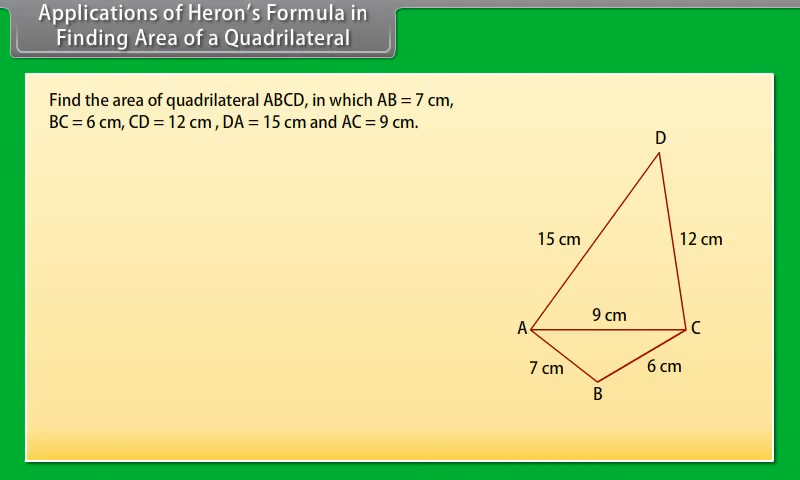 Applications of Heron's Formula in
Finding Area of a Quadrilateral
Find the area of quadrilateral ABCD, in which AB = 7 cm,
BC = 6 cm, CD = 12 cm , DA = 15 cm and AC = 9 cm.
D
15 cm
12 cm
9 cm
A
C
7 cm
6 cm
B